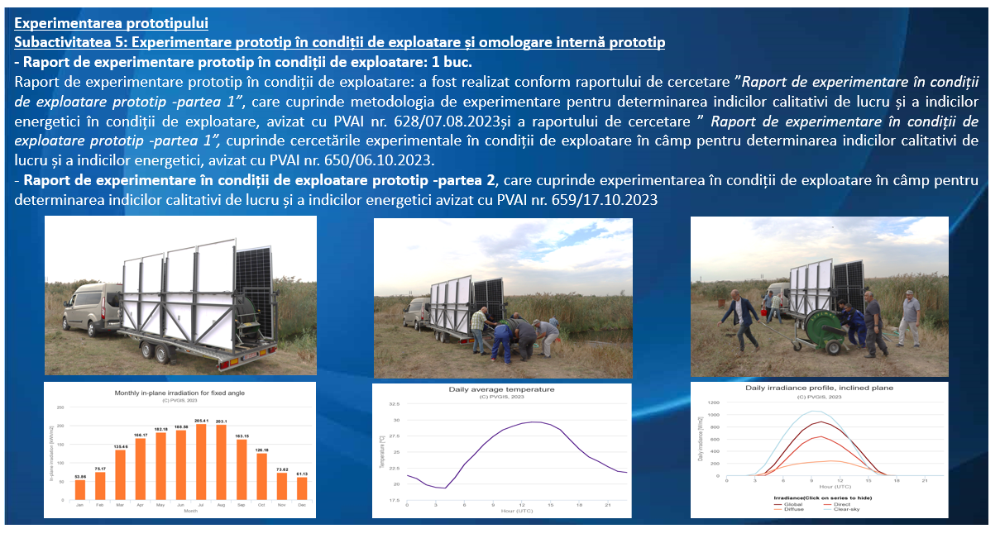 Experimentarea prototipului
Subactivitatea 5: Experimentare prototip în condiții de exploatare și omologare internă prototip
- Raport de experimentare prototip în condiții de exploatare: 1 buc.
Raport de experimentare prototip în condiții de exploatare: a fost realizat conform raportului de cercetare ”Raport de experimentare în condiții
de exploatare prototip -partea 1”, care cuprinde metodologia de experimentare pentru determinarea indicilor calitativi de lucru și a indicilor
energetici în condiții de exploatare, avizat cu PVAI nr. 628/07.08.2023și a raportului de cercetare ” Raport de experimentare în condiții de
exploatare prototip -partea 1”, cuprinde cercetările experimentale în condiții de exploatare în câmp pentru determinarea indicilor calitativi de
lucru și a indicilor energetici, avizat cu PVAI nr. 650/06.10.2023.
- Raport de experimentare în condiții de exploatare prototip -partea 2, care cuprinde experimentarea în condiții de exploatare în câmp pentru
determinarea indicilor calitativi de lucru și a indicilor energetici avizat cu PVAI nr. 659/17.10.2023
Monthly in-plane irradiation for fixed angle
(C) PVGIS, 2023
In-plane irradiation [kWh/m2]
250
200
150
100
50
0
53.86
75.17
135.46
166.17
182.18
188.58
205.41
203.1
163.15
126.18
73.62
61.13
Jan Feb Mar Apr May Jun Jul Aug Sep Oct Nov Dec
Month
Daily average temperature
(C) PVGIS, 2023
Temperature [°C]
32.5
30
27.5
25
22.5
20
17.5
0 3 6 9 12 15 18 21
Hour (UTC)
Daily irradiance profile, inclined plane
(C) PVGIS, 2023
Daily irradiance [W/m2]
1200
1000
800
600
400
200
0
0 3 6 9 12 15 18 21
Hour (UTC)
Irradiance(Click on series to hide)
Global Direct
Diffuse Clear-sky